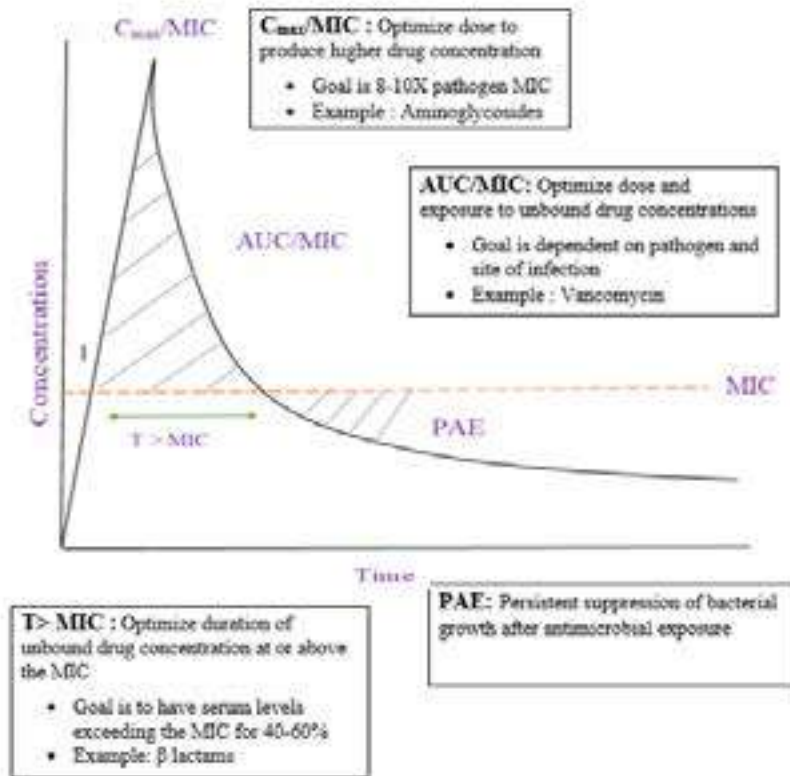 C_max/MIC
C_max/MIC : Optimize dose to
produce higher drug concentration
• Goal is 8-10X pathogen MIC
• Example : Aminoglycosides
AUC/MIC: Optimize dose and
exposure to unbound drug concentrations
• Goal is dependent on pathogen and
site of infection
• Example : Vancomycin
AUC/MIC
Concentration
MIC
T > MIC
PAE
Time
T> MIC : Optimize duration of
unbound drug concentration at or above
the MIC
• Goal is to have serum levels
exceeding the MIC for 40-60%
• Example: β lactams
PAE: Persistent suppression of bacterial
growth after antimicrobial exposure